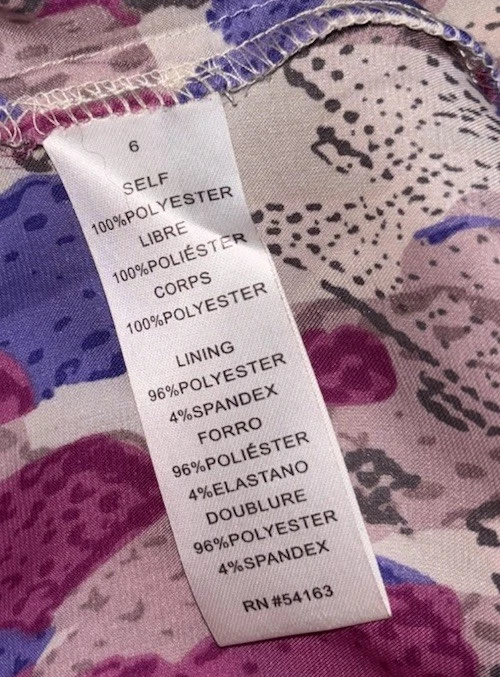 6
SELF
100%POLYESTER
LIBRE
100%POLIÉSTER
CORPS
100%POLYESTER
LINING
96%POLYESTER
4%SPANDEX
FORRO
96%POLIÉSTER
4%ELASTANO
DOUBLURE
96%POLYESTER
4%SPANDEX
RN #54163